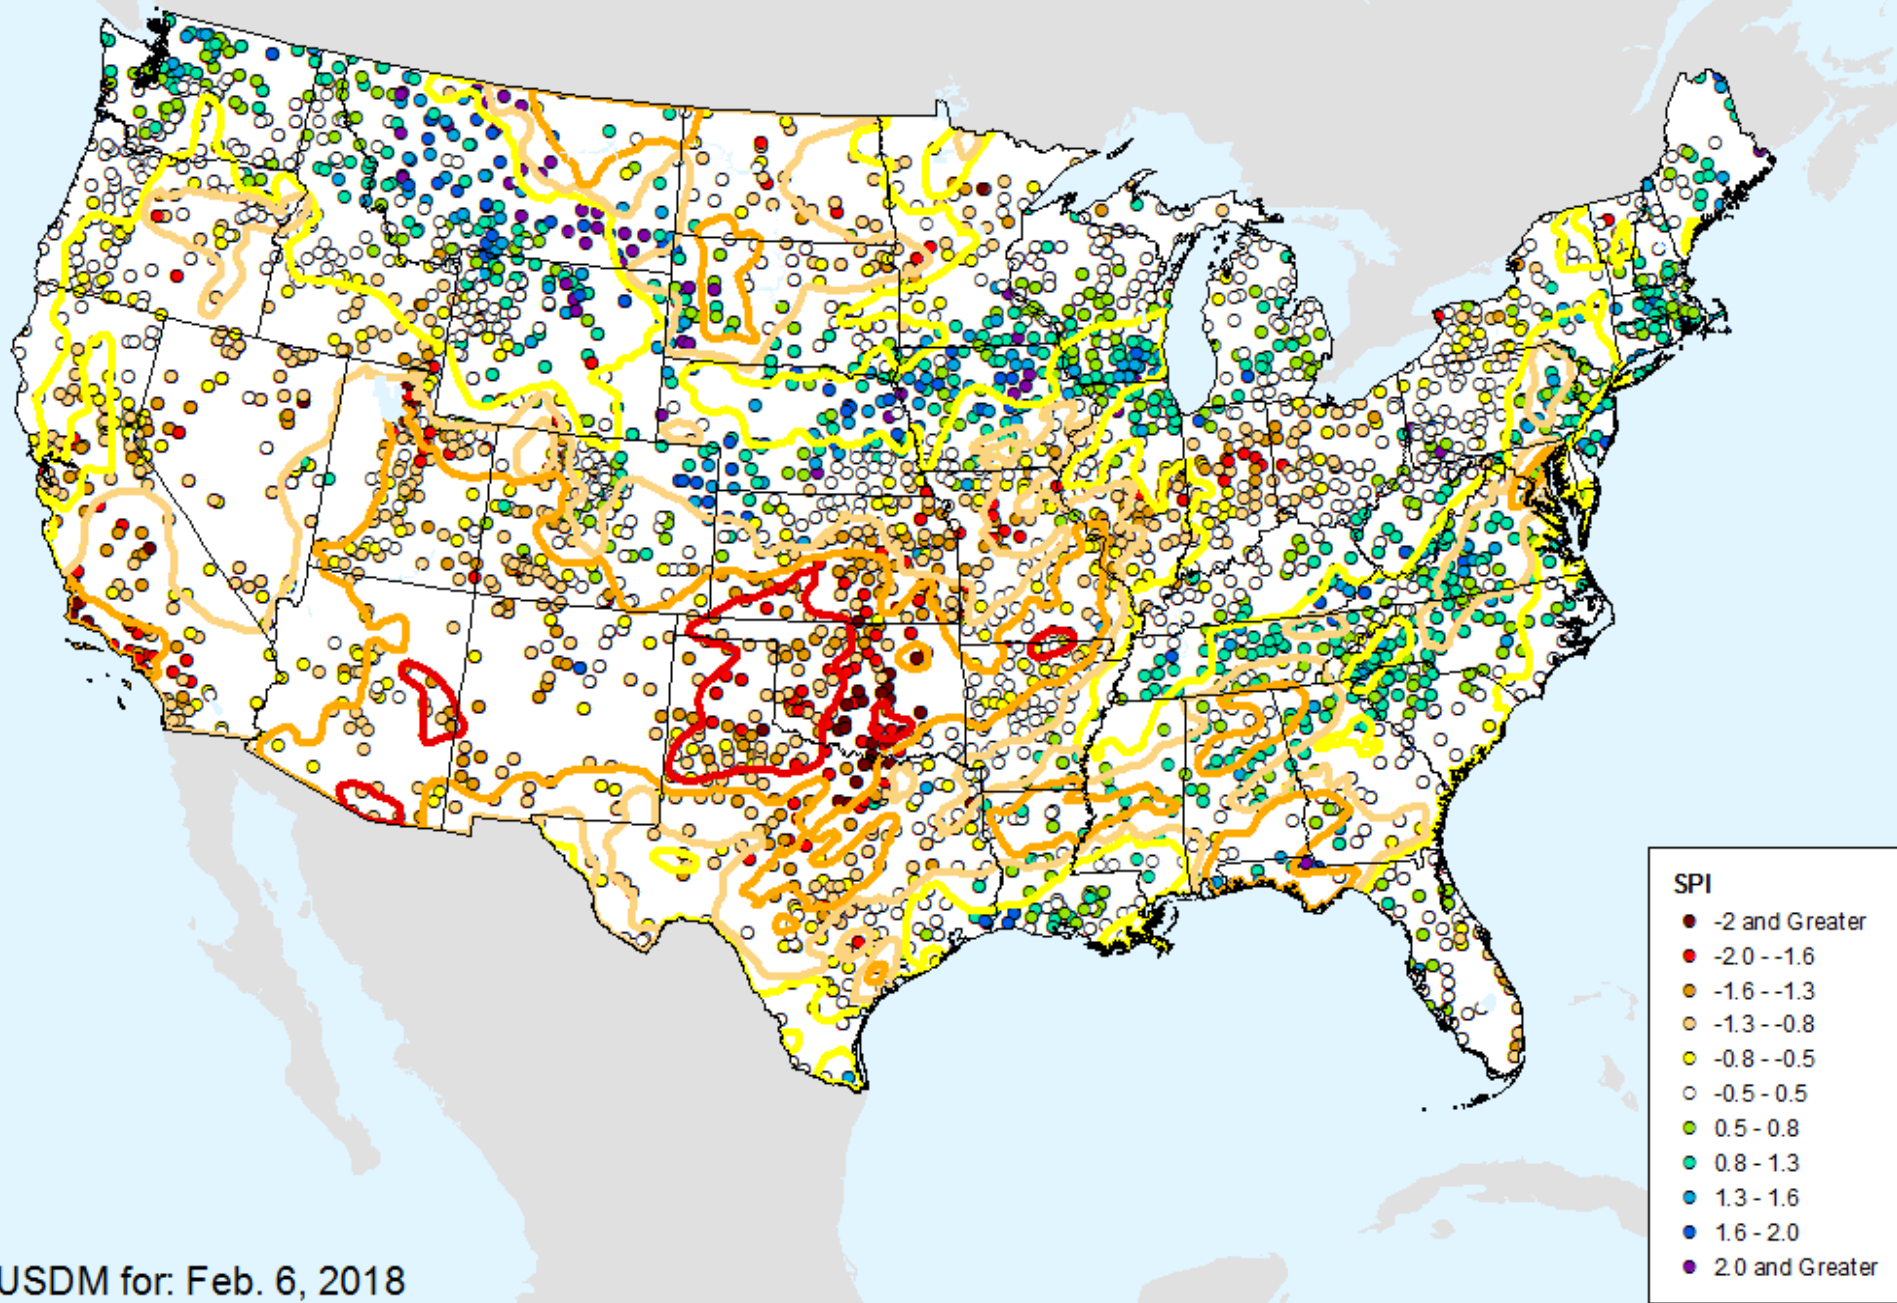 SPI
-2 and Greater
-2.0 - -1.6
-1.6 - -1.3
-1.3 - -0.8
-0.8 - -0.5
-0.5 - 0.5
0.5 - 0.8
0.8 - 1.3
1.3 - 1.6
1.6 - 2.0
2.0 and Greater
USDM for: Feb. 6, 2018